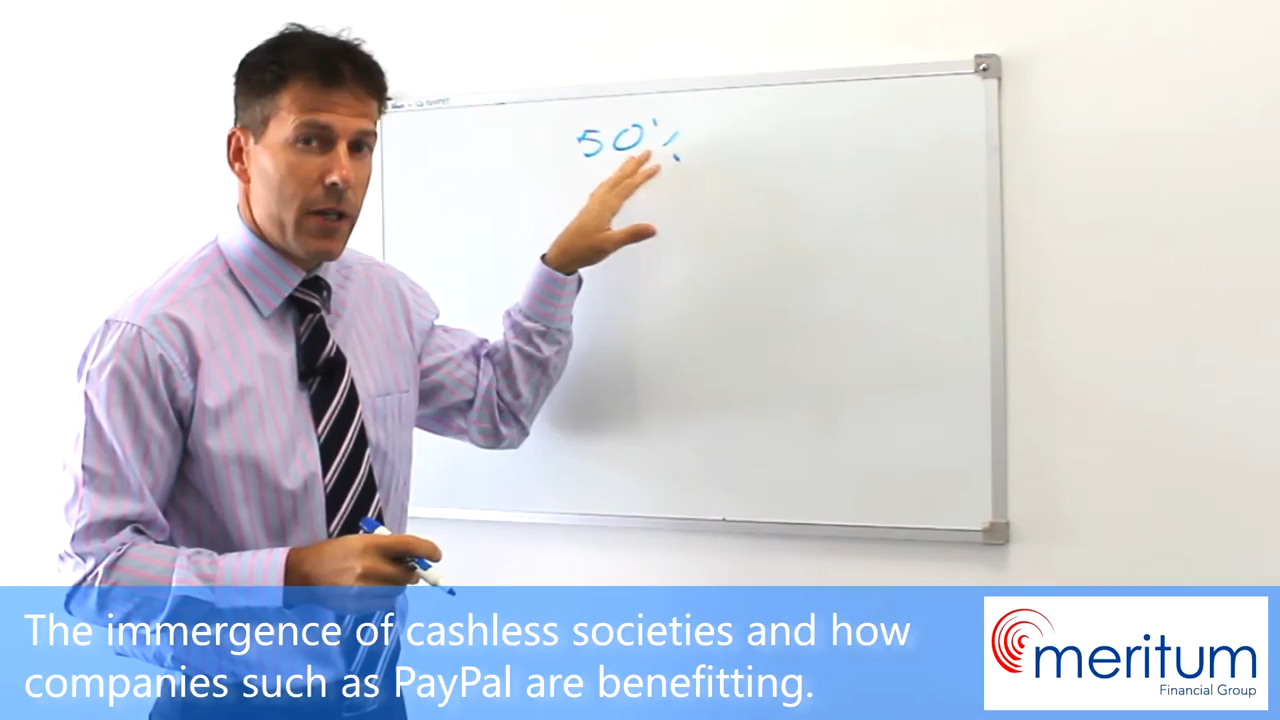 50%
The immergence of cashless societies and how
companies such as PayPal are benefitting.
meritum
Financial Group